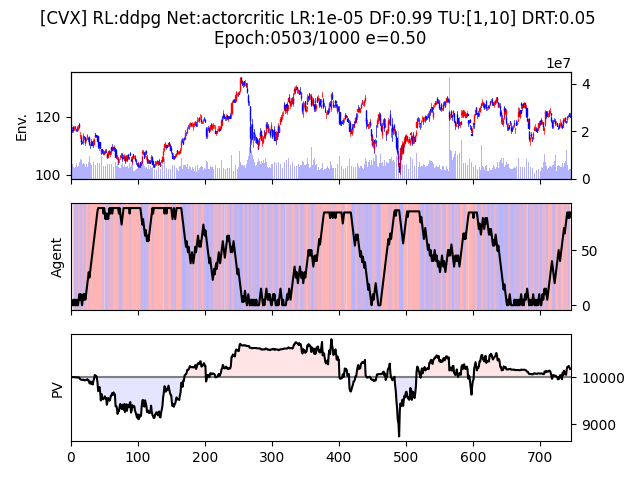 [CVX] RL:ddpg Net:actorcritic LR:1e-05 DF:0.99 TU:[1,10] DRT:0.05
Epoch:0503/1000 e=0.50
1e7
Env.
120
100
4
2
0
Agent
50
0
PV
10000
9000
0 100 200 300 400 500 600 700